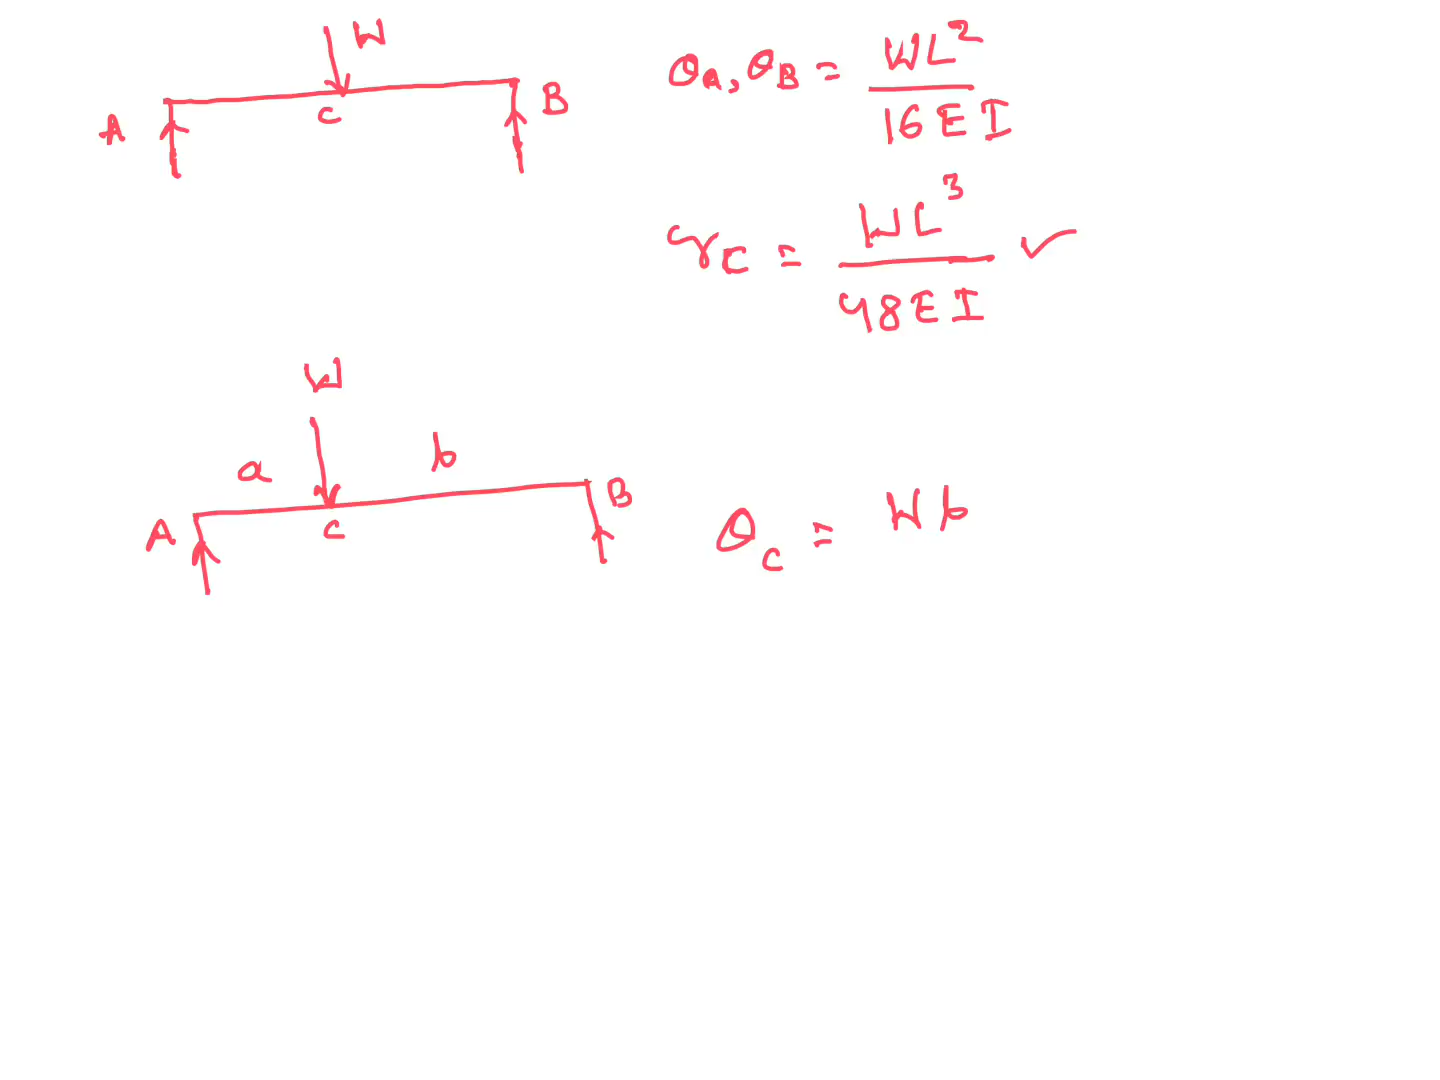 W
A C B
θA, θB = WL²
16EI
yc = WL³ ✓
48EI
W
a b
A C B
θc = Wb